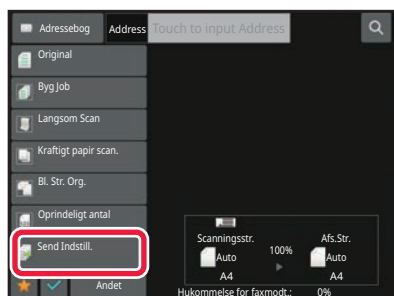 Adressebog Address Touch to input Address
Original
Byg Job
Langsom Scan
Kraftigt papir scan.
Bl. Str. Org.
Oprindeligt antal
Send Indstill.
Andet
Scanningsstr. 100% Afs.Str.
Auto Auto
A4 A4
Hukommelse for faxmodt.: 0%